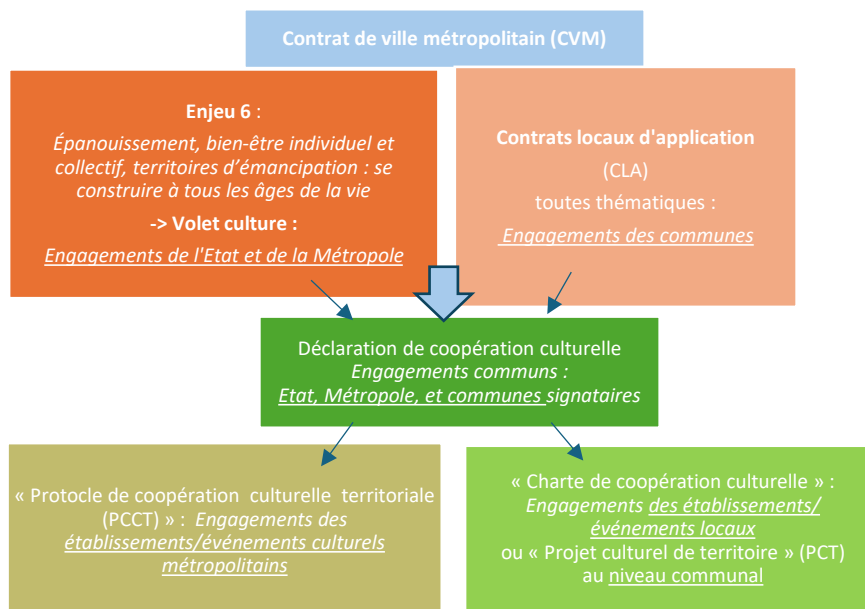 Contrat de ville métropolitain (CVM)
Enjeu 6 :
Épanouissement, bien-être individuel et
collectif, territoires d’émancipation : se
construire à tous les âges de la vie
-> Volet culture :
Engagements de l'Etat et de la Métropole
Contrats locaux d'application
(CLA)
toutes thématiques :
Engagements des communes
Déclaration de coopération culturelle
Engagements communs :
Etat, Métropole, et communes signataires
« Protocle de coopération culturelle territoriale
(PCCT) » : Engagements des
établissements/événements culturels
métropolitains
« Charte de coopération culturelle » :
Engagements des établissements/
événements locaux
ou « Projet culturel de territoire » (PCT)
au niveau communal